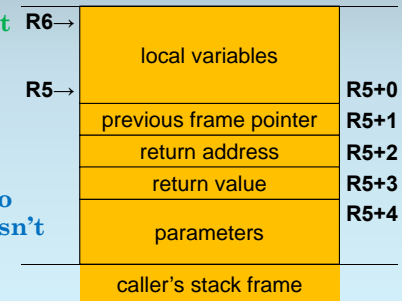 t R6→
local variables
R5→ R5+0
previous frame pointer R5+1
return address R5+2
return value R5+3
o R5+4
sn't parameters
caller's stack frame